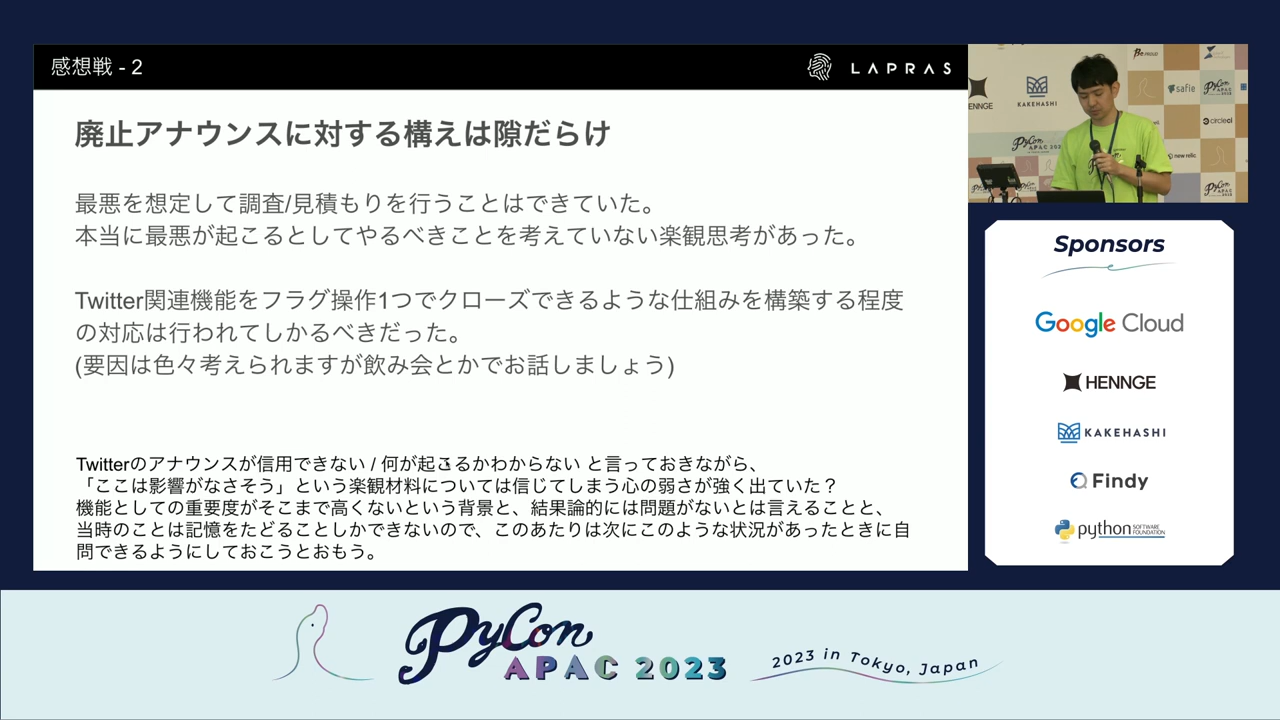 感想戦 - 2
LAPRAS
廃止アナウンスに対する構えは隙だらけ
最悪を想定して調査/見積もりを行うことはできていた。
本当に最悪が起こるとしてやるべきことを考えていない楽観思考があった。
Twitter関連機能をフラグ操作1つでクローズできるような仕組みを構築する程度
の対応は行われてしかるべきだった。
(要因は色々考えられますが飲み会とかでお話しましょう)
Twitterのアナウンスが信用できない / 何が起こるかわからない と言っておきながら、
「ここは影響がなさそう」という楽観材料については信じてしまう心の弱さが強く出ていた？
機能としての重要度がそこまで高くないという背景と、結果論的には問題がないとは言えることと、
当時のことは記憶をたどることしかできないので、このあたりは次にこのような状況があったときに自
問できるようにしておこうとおもう。
ENNGE
KAKEHASHI
BePROUD
safie
PyCon
APAC
circleci
new relic
PyCon
APAC 202
Sponsors
Google Cloud
HENNGE
KAKEHASHI
Findy
python SOFTWARE FOUNDATION
PyCon
APAC 2023
2023 in Tokyo, Japan